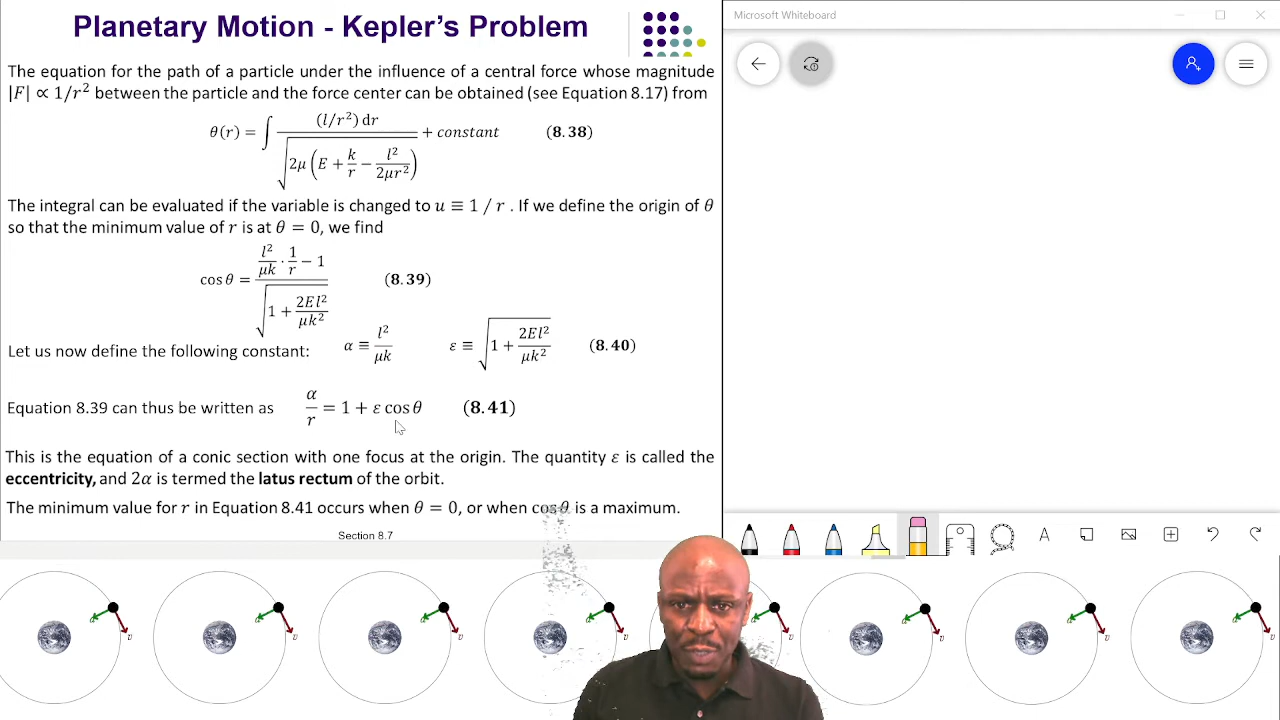 Planetary Motion - Kepler's Problem
Microsoft Whiteboard
The equation for the path of a particle under the influence of a central force whose magnitude
|F| ∝ 1/r² between the particle and the force center can be obtained (see Equation 8.17) from
θ(r) = ∫ (l/r²) dr / √(2μ (E + k/r − l²/2μr²)) + constant (8.38)
The integral can be evaluated if the variable is changed to u ≡ 1 / r . If we define the origin of θ
so that the minimum value of r is at θ = 0, we find
cos θ = (l²/μk · 1/r − 1) / √(1 + 2El²/μk²) (8.39)
Let us now define the following constant: α ≡ l²/μk ε ≡ √(1 + 2El²/μk²) (8.40)
Equation 8.39 can thus be written as α/r = 1 + ε cos θ (8.41)
This is the equation of a conic section with one focus at the origin. The quantity ε is called the
eccentricity, and 2α is termed the latus rectum of the orbit.
The minimum value for r in Equation 8.41 occurs when θ = 0, or when cos θ is a maximum.
Section 8.7
A
a v a v a v a v v a v a v a v